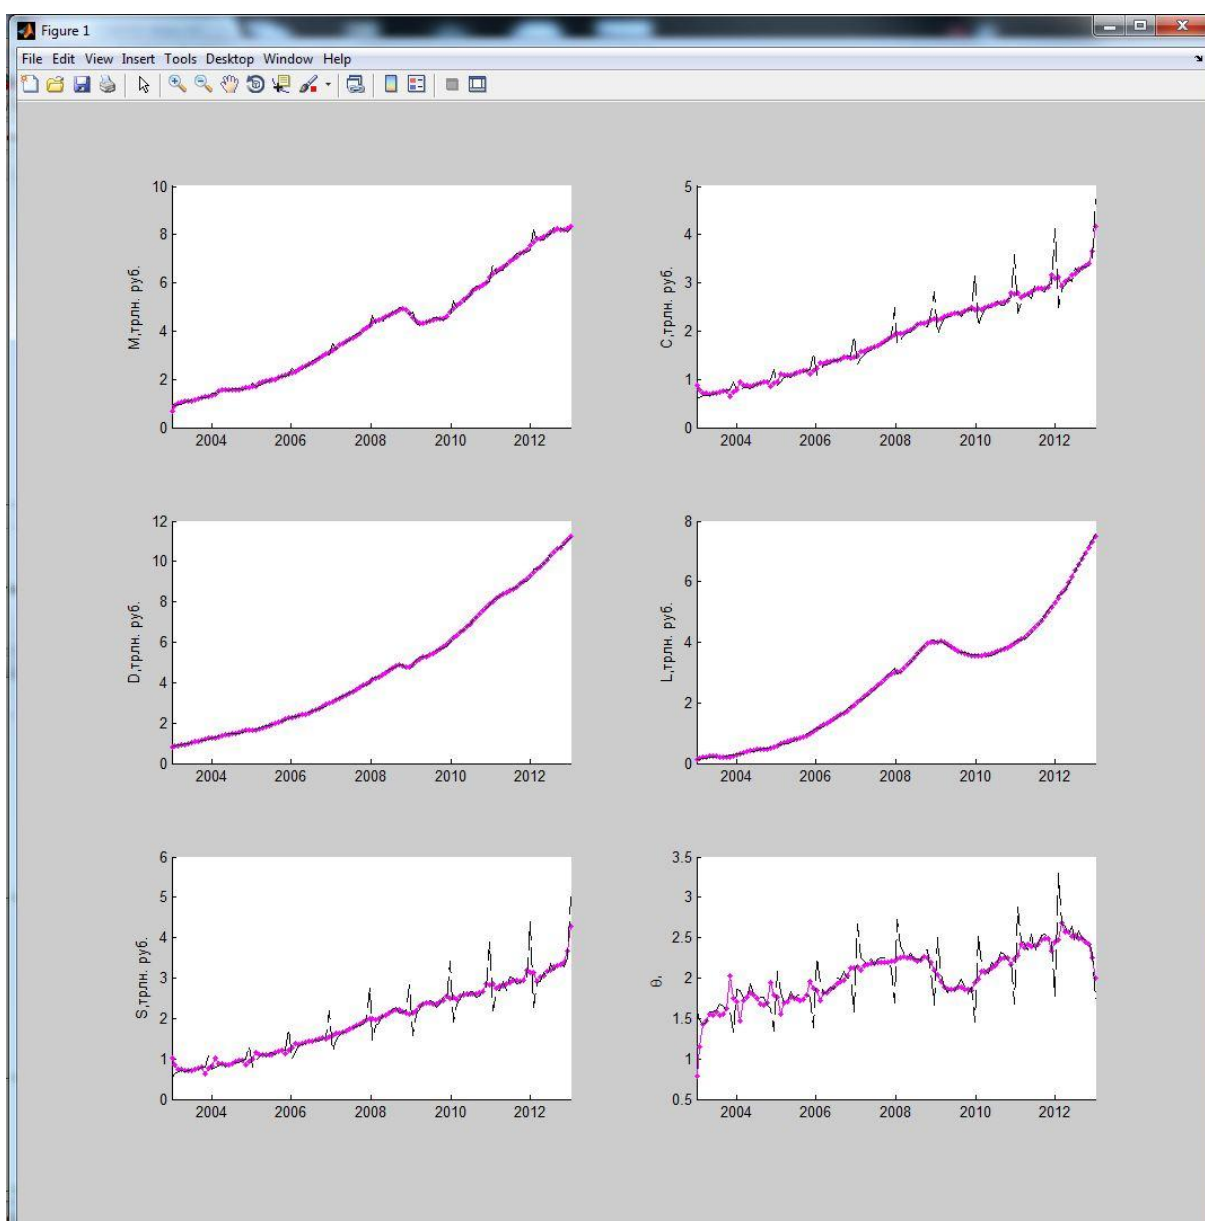 Figure 1
File Edit View Insert Tools Desktop Window Help
10
8
6
4
2
0
М,трлн. руб.
2004 2006 2008 2010 2012
5
4
3
2
1
0
С,трлн. руб.
2004 2006 2008 2010 2012
12
10
8
6
4
2
0
D,трлн. руб.
2004 2006 2008 2010 2012
8
6
4
2
0
L,трлн. руб.
2004 2006 2008 2010 2012
6
5
4
3
2
1
0
S,трлн. руб.
2004 2006 2008 2010 2012
3.5
3
2.5
2
1.5
1
0.5
θ,
2004 2006 2008 2010 2012